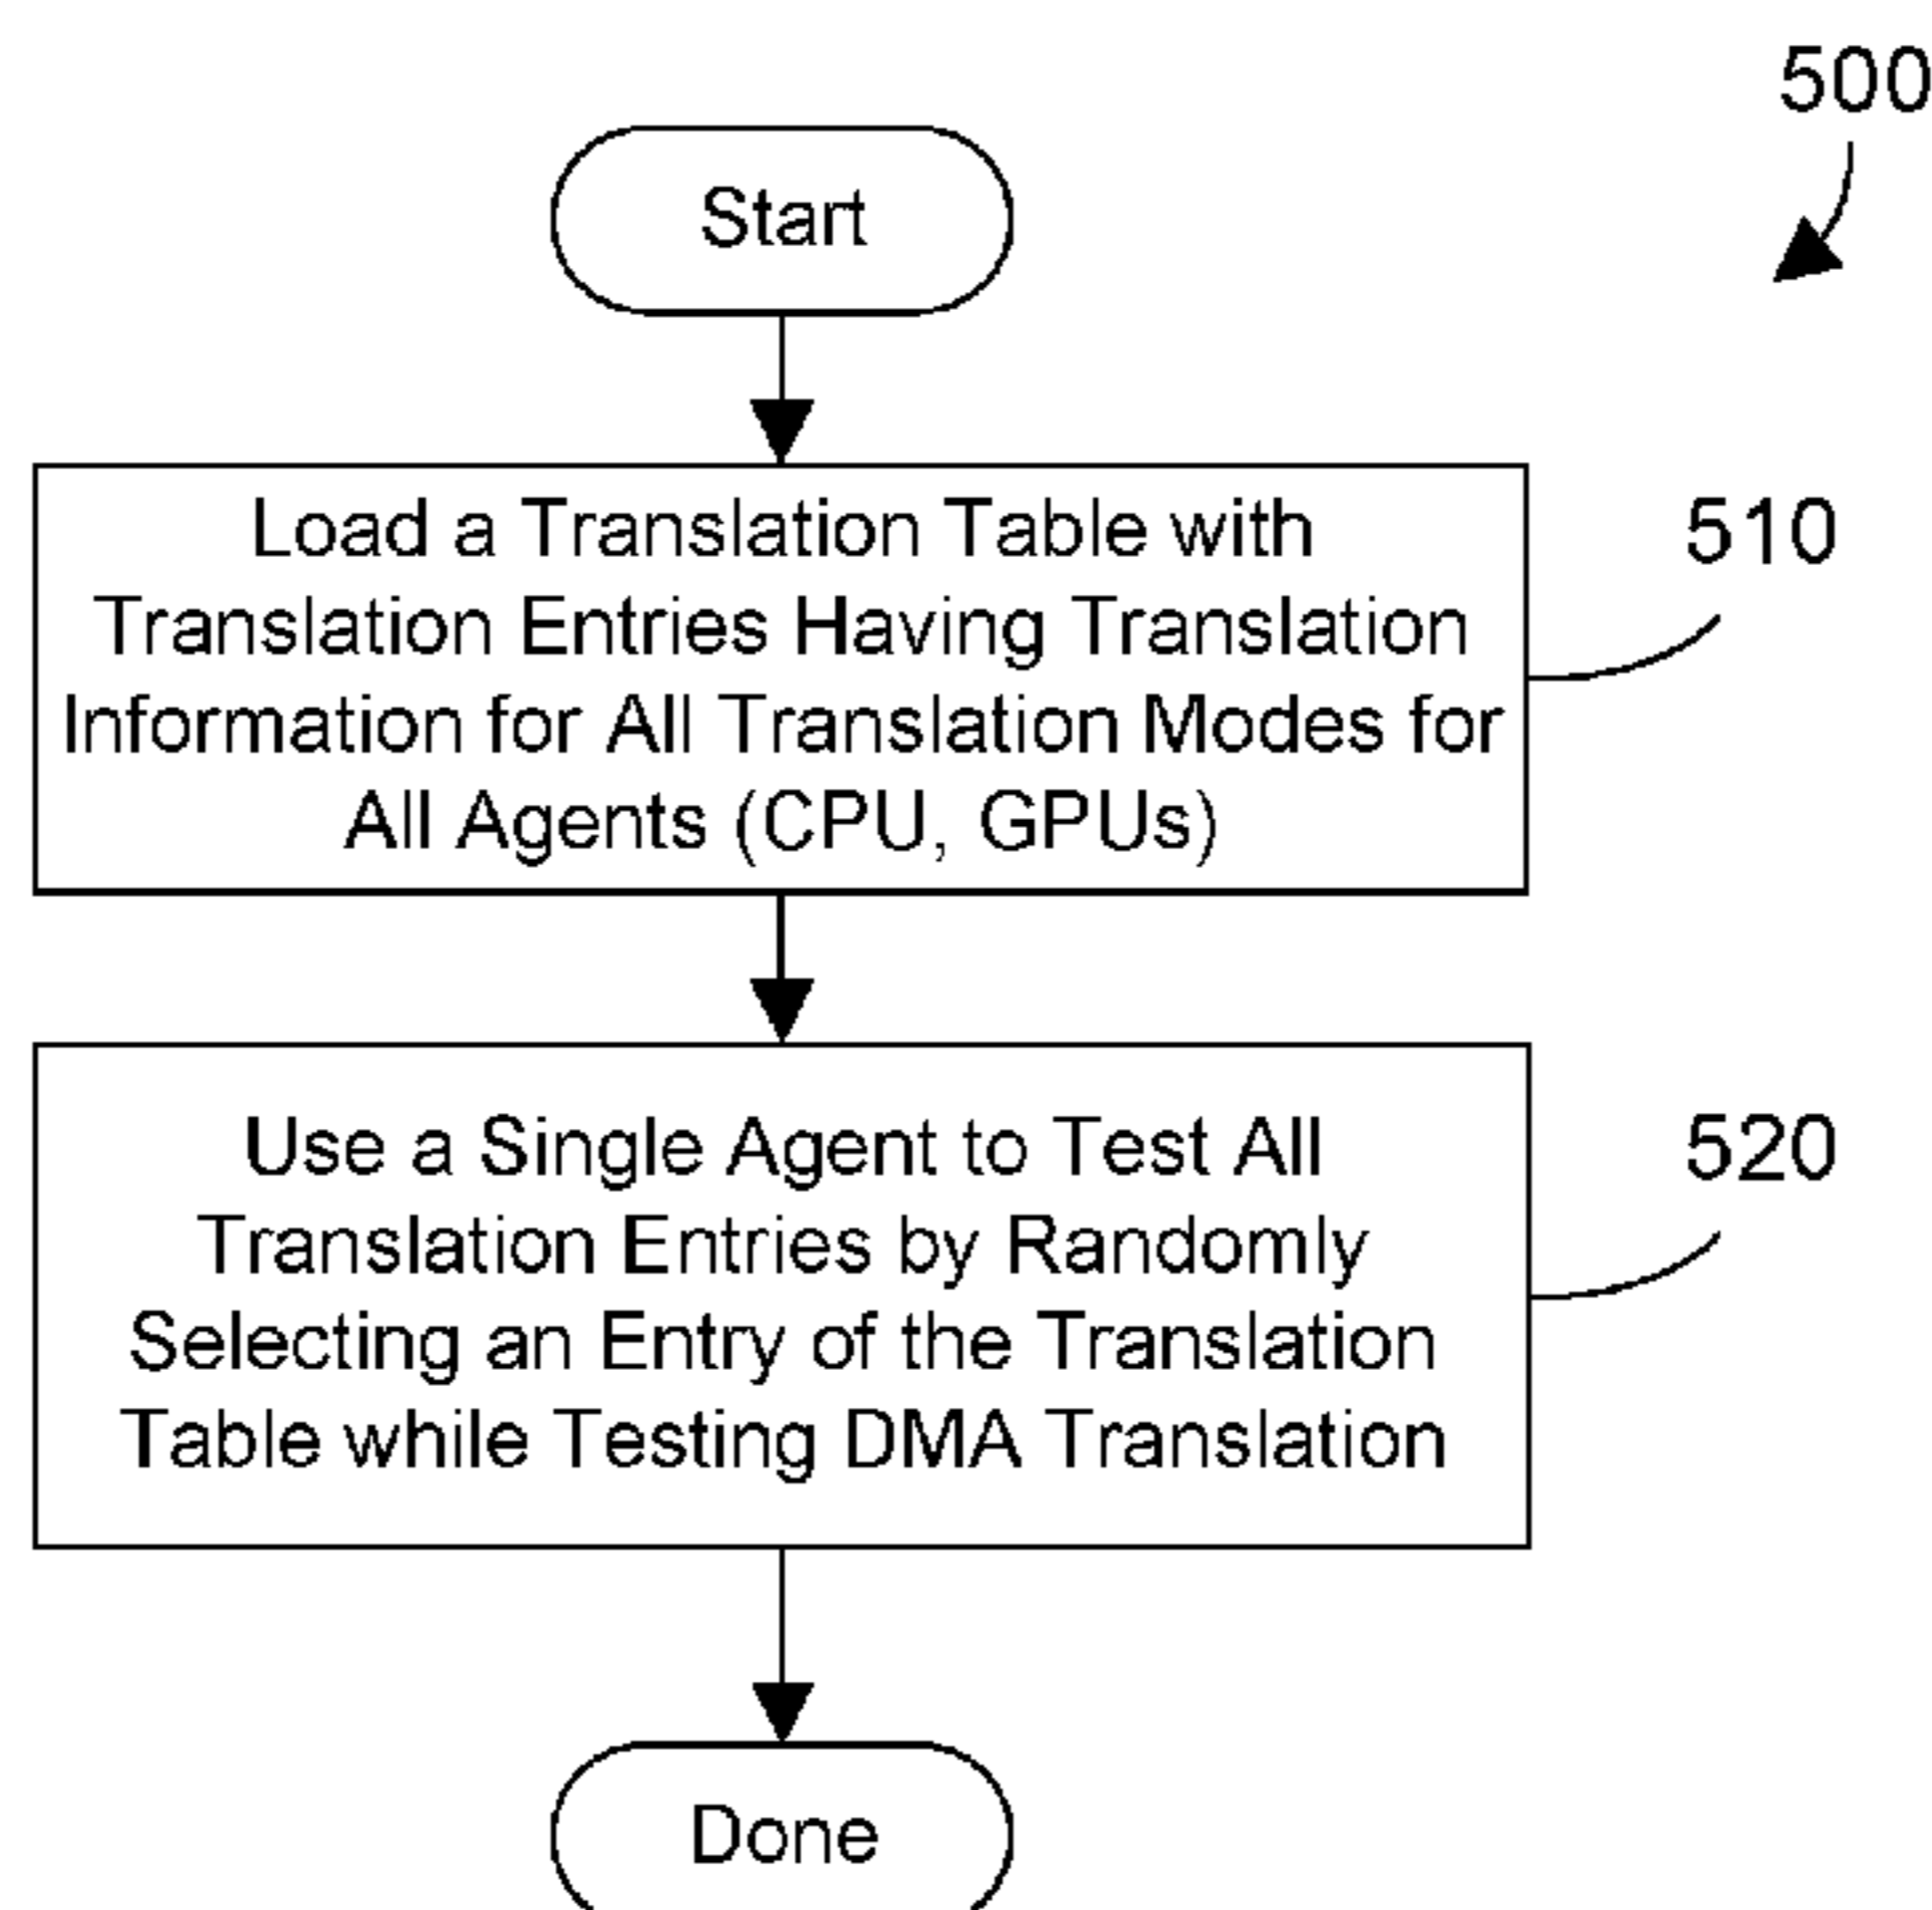 500
Start
Load a Translation Table with
Translation Entries Having Translation
Information for All Translation Modes for
All Agents (CPU, GPUs)
510
Use a Single Agent to Test All
Translation Entries by Randomly
Selecting an Entry of the Translation
Table while Testing DMA Translation
520
Done